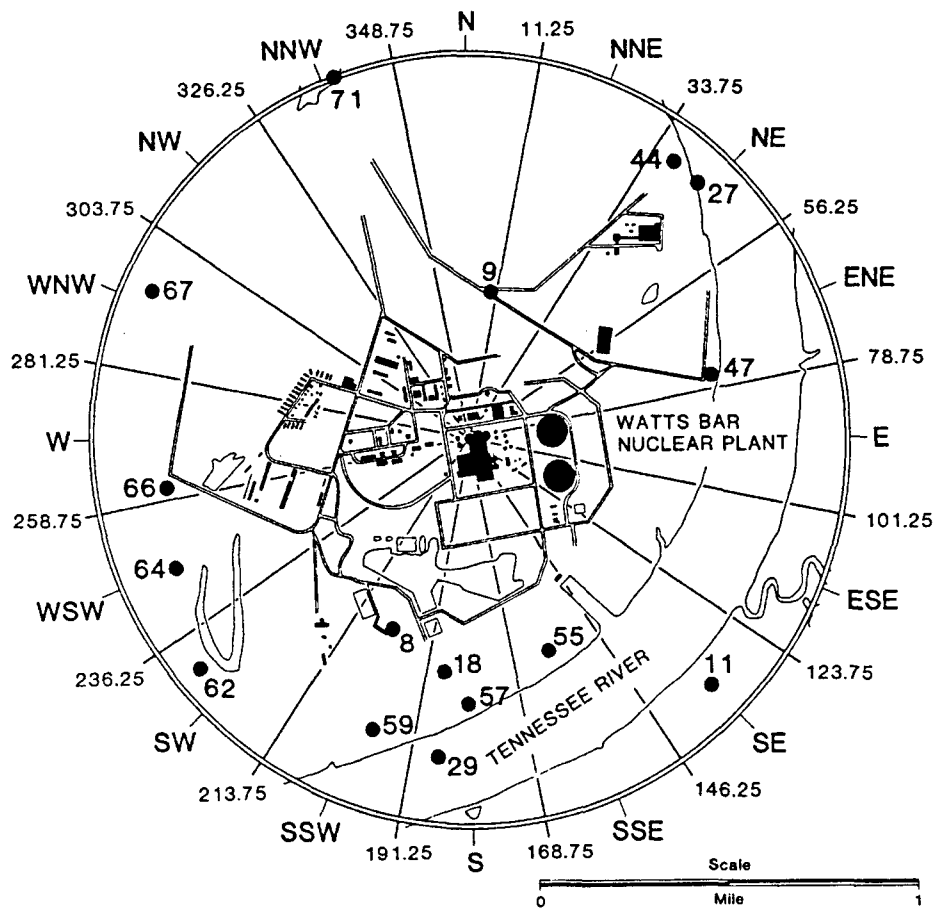 N
348.75
11.25
NNW
NNE
326.25
71
33.75
NW
44
NE
27
303.75
56.25
9
WNW
67
ENE
281.25
47
78.75
W
WATTS BAR
NUCLEAR PLANT
E
66
258.75
101.25
64
WSW
ESE
8
55
11
236.25
62
18
123.75
57
SW
59
TENNESSEE RIVER
SE
29
213.75
146.25
SSW
SSE
191.25
S
168.75
Scale
0
Mile
1